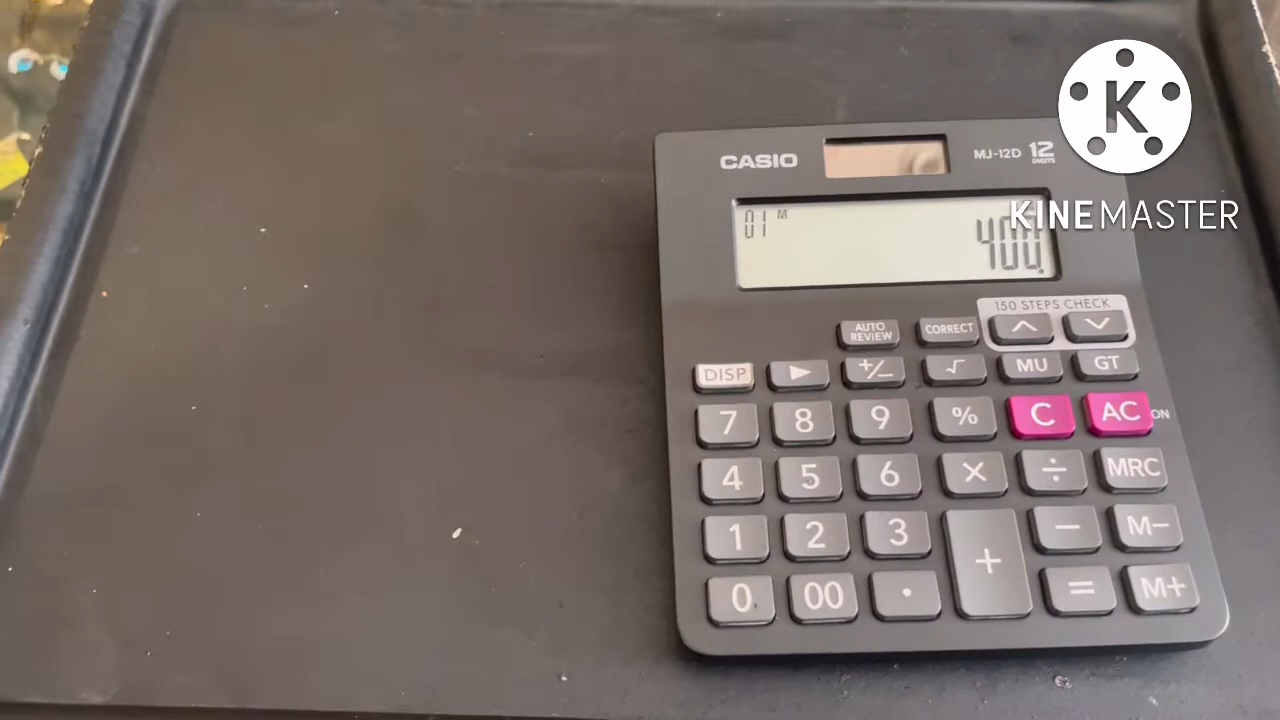 CASIO
MJ-12D 12
DIGITS
K
KINEMASTER
01 M
400.
150 STEPS CHECK
AUTO REVIEW
CORRECT
DISP ▶ +/− √ MU GT
7 8 9 % C AC ON
4 5 6 × ÷ MRC
1 2 3 + − M−
0 00 . = M+